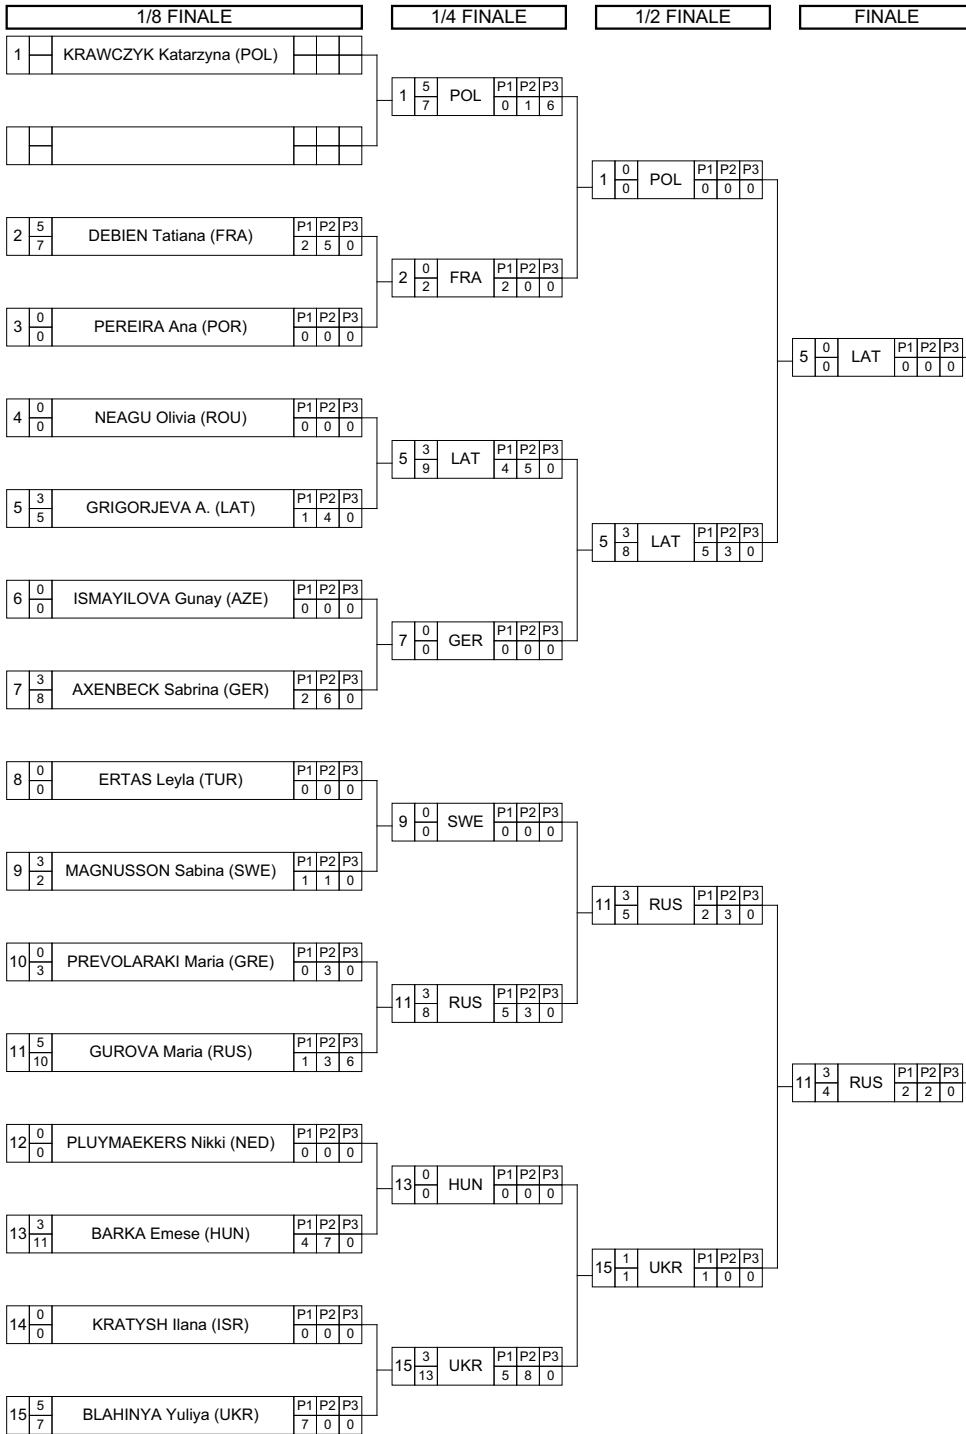 1/8 FINALE 1/4 FINALE 1/2 FINALE FINALE
1 KRAWCZYK Katarzyna (POL)
5 P1 P2 P3
1 POL
7 0 1 6
0 P1 P2 P3
1 POL
0 0 0 0
5 P1 P2 P3
2 DEBIEN Tatiana (FRA)
7 2 5 0
0 P1 P2 P3
2 FRA
2 2 0 0
0 P1 P2 P3
3 PEREIRA Ana (POR)
0 0 0 0
0 P1 P2 P3
5 LAT
0 0 0 0
0 P1 P2 P3
4 NEAGU Olivia (ROU)
0 0 0 0
3 P1 P2 P3
5 LAT
9 4 5 0
3 P1 P2 P3
5 GRIGORJEVA A. (LAT)
5 1 4 0
3 P1 P2 P3
5 LAT
8 5 3 0
0 P1 P2 P3
6 ISMAYILOVA Gunay (AZE)
0 0 0 0
0 P1 P2 P3
7 GER
0 0 0 0
3 P1 P2 P3
7 AXENBECK Sabrina (GER)
8 2 6 0
0 P1 P2 P3
8 ERTAS Leyla (TUR)
0 0 0 0
0 P1 P2 P3
9 SWE
0 0 0 0
3 P1 P2 P3
9 MAGNUSSON Sabina (SWE)
2 1 1 0
3 P1 P2 P3
11 RUS
5 2 3 0
0 P1 P2 P3
10 PREVOLARAKI Maria (GRE)
3 0 3 0
3 P1 P2 P3
11 RUS
8 5 3 0
5 P1 P2 P3
11 GUROVA Maria (RUS)
10 1 3 6
3 P1 P2 P3
11 RUS
4 2 2 0
0 P1 P2 P3
12 PLUYMAEKERS Nikki (NED)
0 0 0 0
0 P1 P2 P3
13 HUN
0 0 0 0
3 P1 P2 P3
13 BARKA Emese (HUN)
11 4 7 0
1 P1 P2 P3
15 UKR
1 1 0 0
0 P1 P2 P3
14 KRATYSH Ilana (ISR)
0 0 0 0
3 P1 P2 P3
15 UKR
13 5 8 0
5 P1 P2 P3
15 BLAHINYA Yuliya (UKR)
7 7 0 0